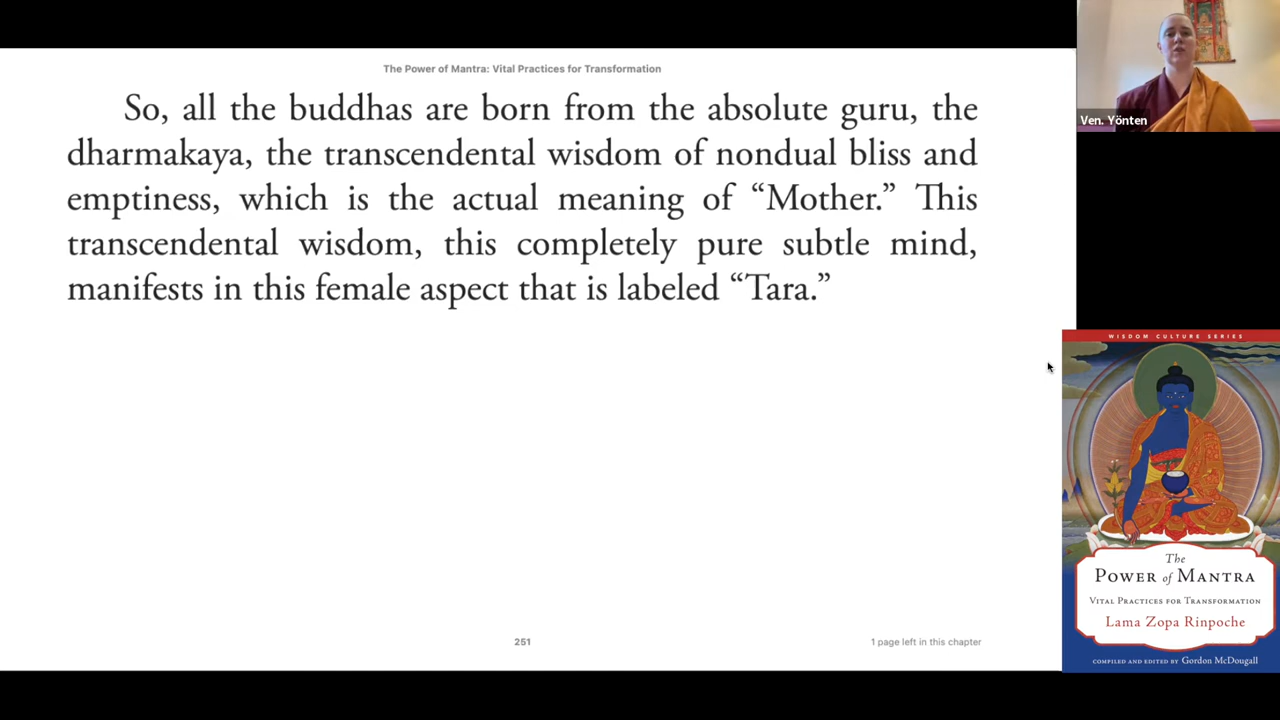 The Power of Mantra: Vital Practices for Transformation
So, all the buddhas are born from the absolute guru, the
dharmakaya, the transcendental wisdom of nondual bliss and
emptiness, which is the actual meaning of “Mother.” This
transcendental wisdom, this completely pure subtle mind,
manifests in this female aspect that is labeled “Tara.”
251
1 page left in this chapter
Ven. Yönten
WISDOM CULTURE SERIES
The
POWER of MANTRA
VITAL PRACTICES FOR TRANSFORMATION
Lama Zopa Rinpoche
COMPILED AND EDITED BY Gordon McDougall